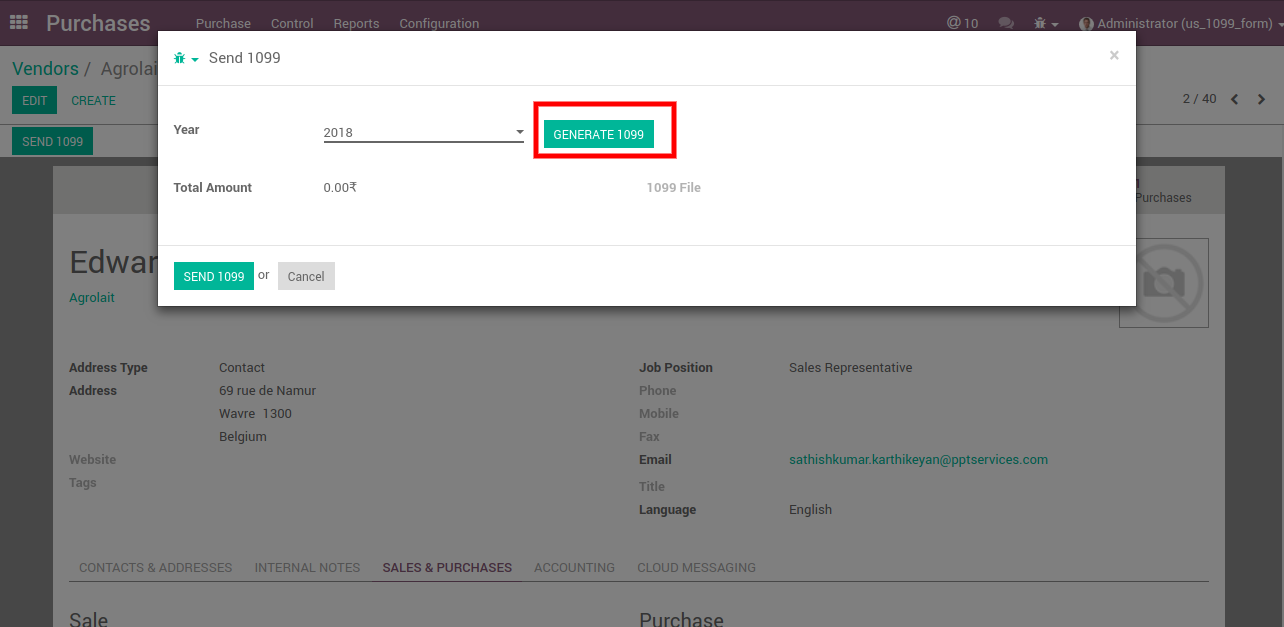 Purchases Purchase Control Reports Configuration @ 10 Administrator (us_1099_form)
Send 1099 ×
Vendors / Agrolai
EDIT CREATE 2 / 40
SEND 1099
Year 2018 GENERATE 1099
Total Amount 0.00₹ 1099 File
Purchases
SEND 1099 or Cancel
Edwar
Agrolait
Address Type Contact Job Position Sales Representative
Address 69 rue de Namur Phone
Wavre 1300 Mobile
Belgium Fax
Website Email sathishkumar.karthikeyan@pptservices.com
Tags Title
Language English
CONTACTS & ADDRESSES INTERNAL NOTES SALES & PURCHASES ACCOUNTING CLOUD MESSAGING
Sale Purchase